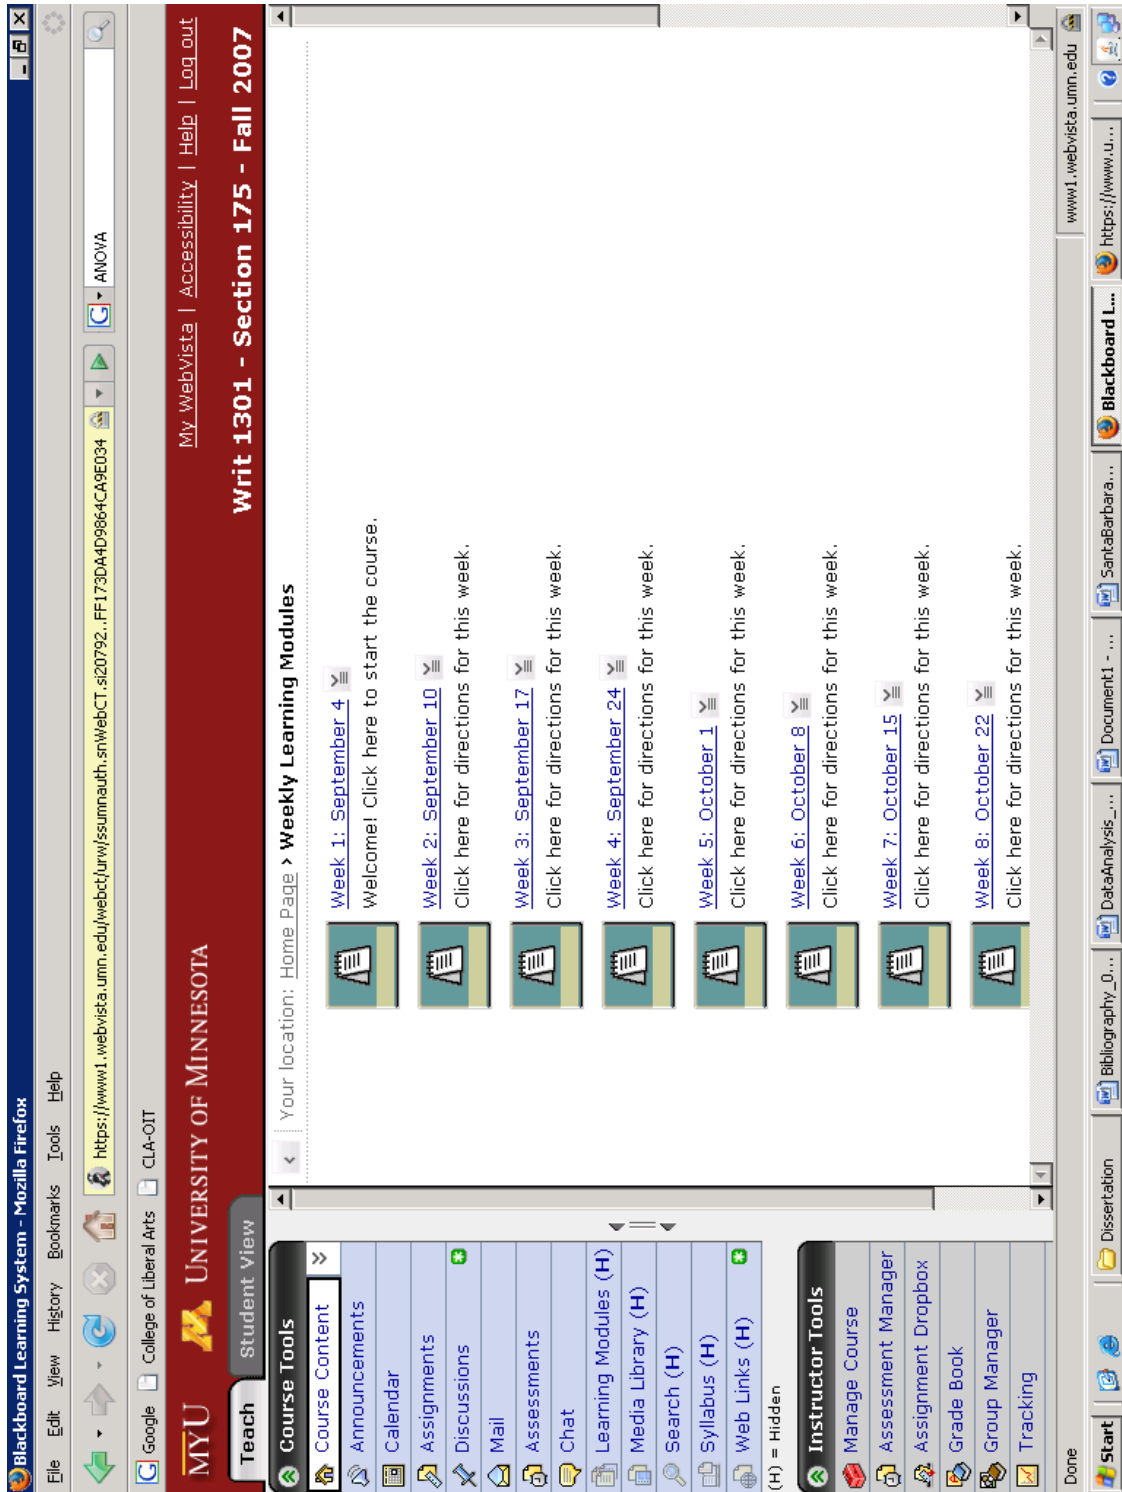 Blackboard Learning System - Mozilla Firefox
File Edit View History Bookmarks Tools Help
https://www1.webvista.umn.edu/webct/urw/ssumnauth.snWebCT.si20792..FF173DA4D9864CA9E034
G ANOVA
Google College of Liberal Arts CLA-OIT
MYU UNIVERSITY OF MINNESOTA
My WebVista | Accessibility | Help | Log out
Teach Student View
Writ 1301 - Section 175 - Fall 2007
Course Tools
Course Content
Announcements
Calendar
Assignments
Discussions
Mail
Assessments
Chat
Learning Modules (H)
Media Library (H)
Search (H)
Syllabus (H)
Web Links (H)
(H) = Hidden
Instructor Tools
Manage Course
Assessment Manager
Assignment Dropbox
Grade Book
Group Manager
Tracking
Your location: Home Page > Weekly Learning Modules
Week 1: September 4
Welcome! Click here to start the course.
Week 2: September 10
Click here for directions for this week.
Week 3: September 17
Click here for directions for this week.
Week 4: September 24
Click here for directions for this week.
Week 5: October 1
Click here for directions for this week.
Week 6: October 8
Click here for directions for this week.
Week 7: October 15
Click here for directions for this week.
Week 8: October 22
Click here for directions for this week.
Done
www1.webvista.umn.edu
Start
Dissertation
Bibliography_0...
DataAnalysis_...
Document1 - ...
SantaBarbara...
Blackboard L...
https://www.u...